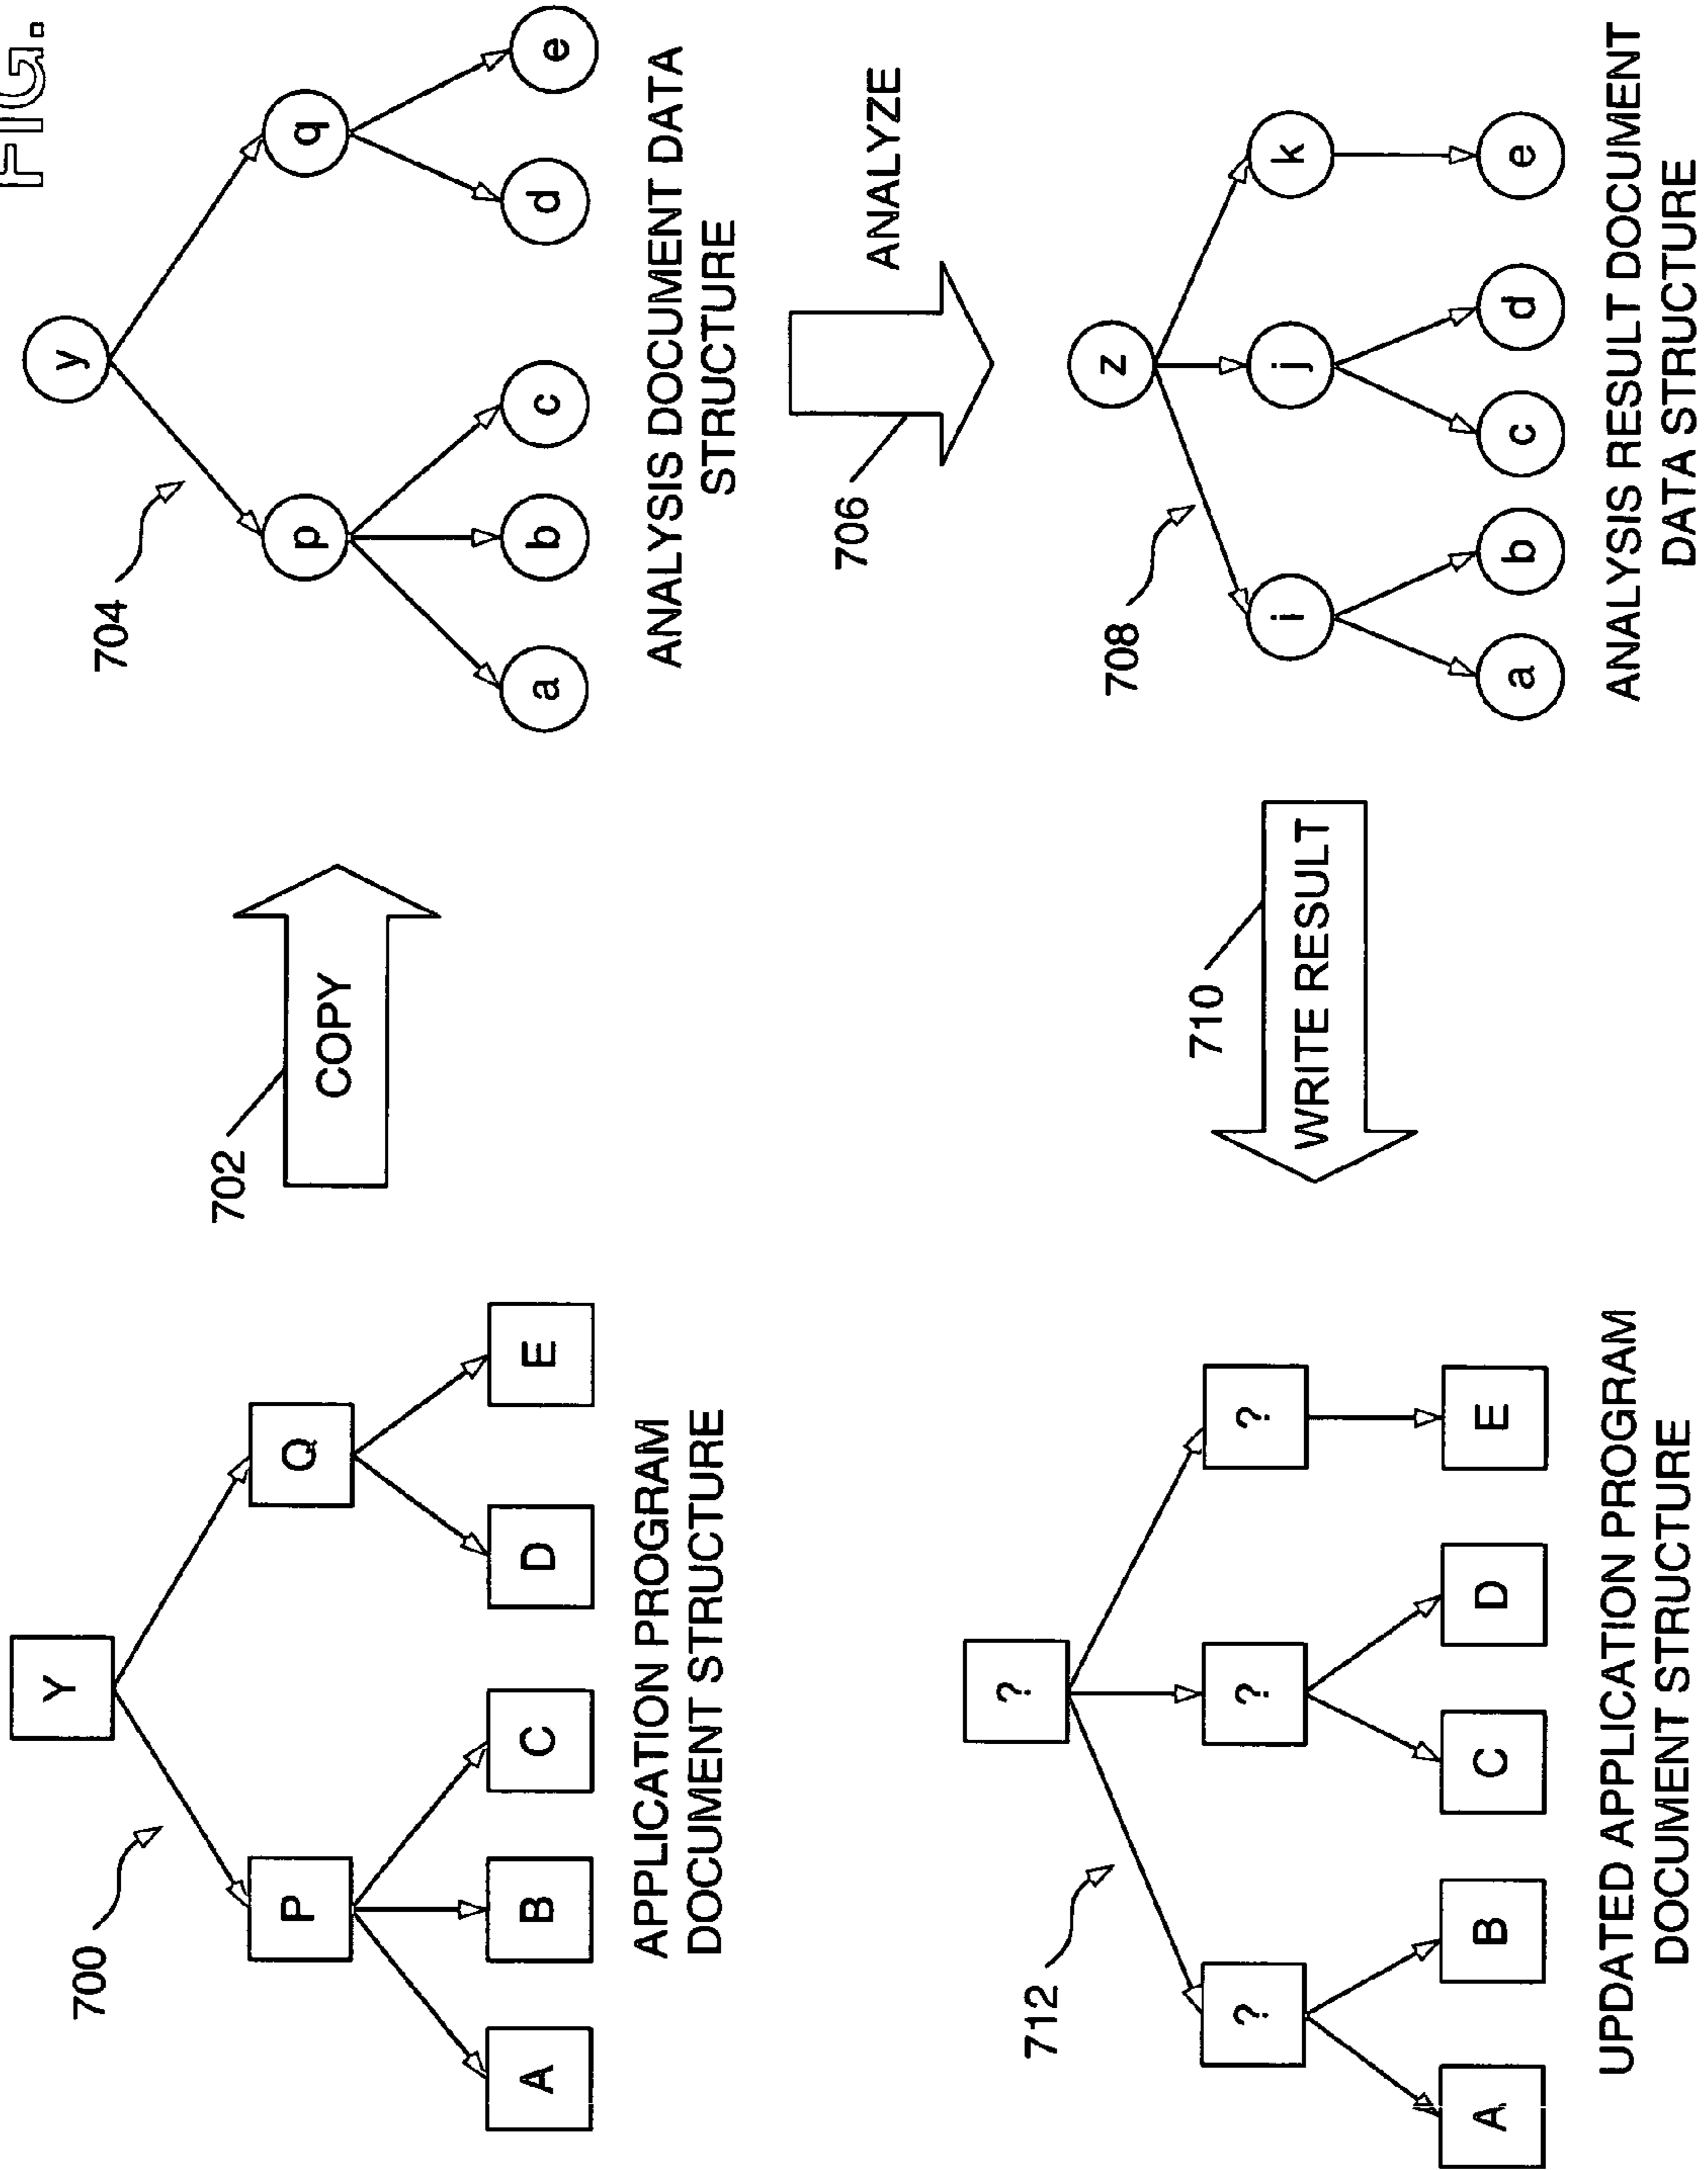 FIG.
Y
700
P
Q
A
B
C
D
E
APPLICATION PROGRAM
DOCUMENT STRUCTURE
702
COPY
y
704
p
q
a
b
c
d
e
ANALYSIS DOCUMENT DATA
STRUCTURE
706
ANALYZE
z
708
i
j
k
a
b
c
d
e
ANALYSIS RESULT DOCUMENT
DATA STRUCTURE
710
WRITE RESULT
?
712
?
?
?
A
B
C
D
E
UPDATED APPLICATION PROGRAM
DOCUMENT STRUCTURE